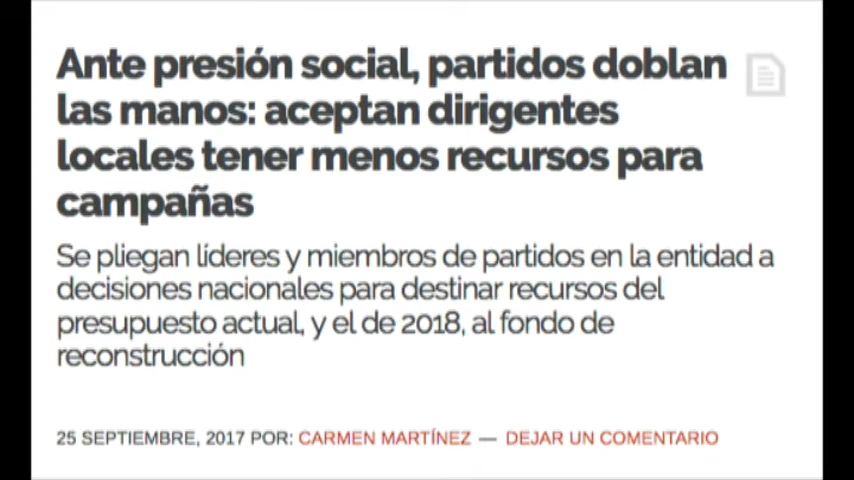 Ante presión social, partidos doblan
las manos: aceptan dirigentes
locales tener menos recursos para
campañas
Se pliegan líderes y miembros de partidos en la entidad a
decisiones nacionales para destinar recursos del
presupuesto actual, y el de 2018, al fondo de
reconstrucción
25 SEPTIEMBRE, 2017 POR: CARMEN MARTÍNEZ — DEJAR UN COMENTARIO